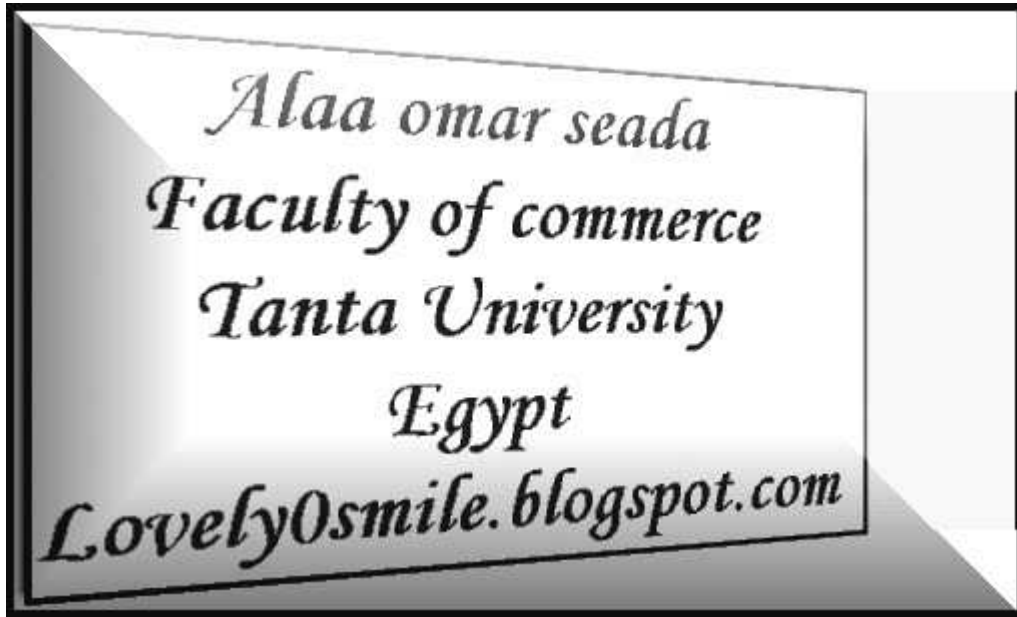 Alaa omar seada
Faculty of commerce
Tanta University
Egypt
Lovely0smile.blogspot.com